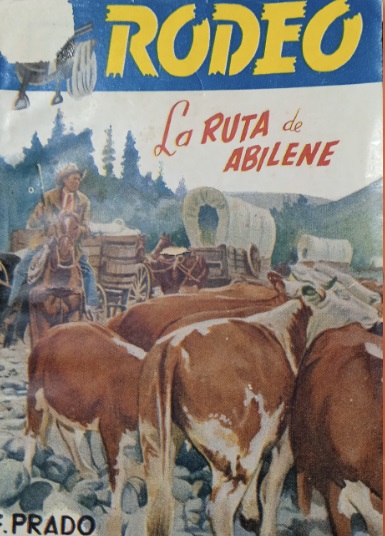 RODEO
La RUTA de
ABILENE
F. PRADO